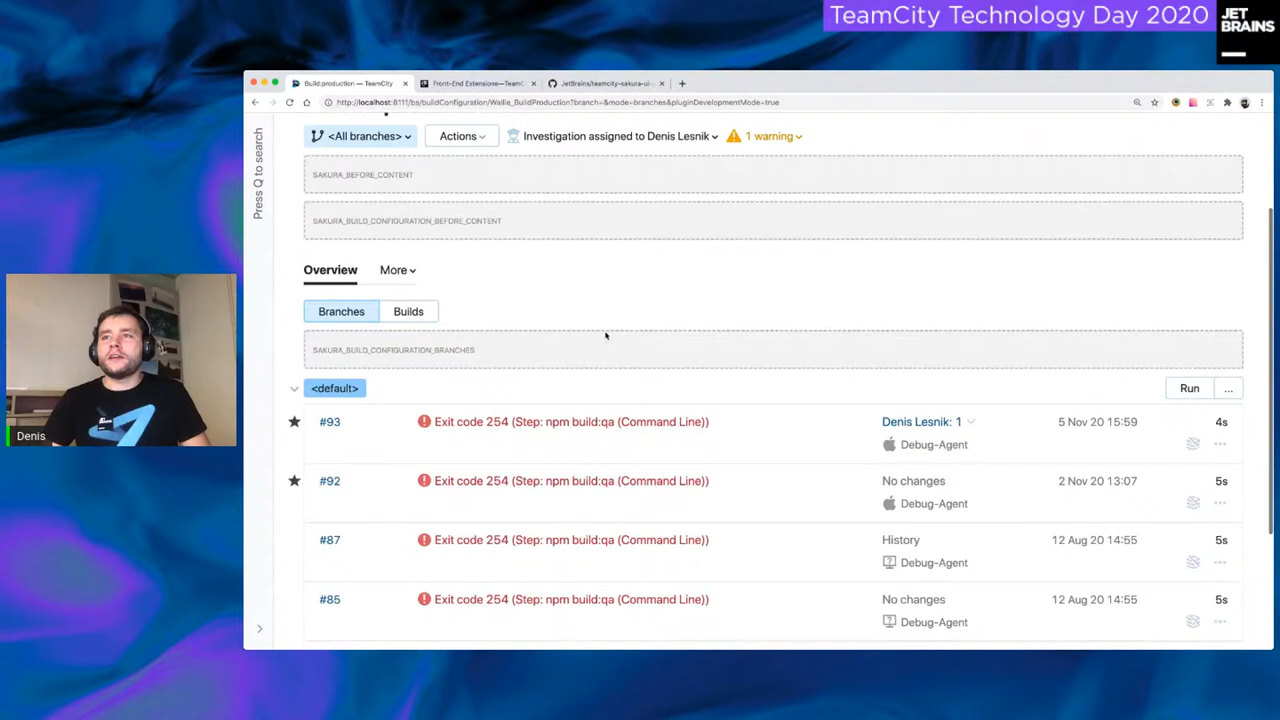 TeamCity Technology Day 2020
JET
BRAINS
Build:production — TeamCity
Front-End Extensions—TeamC
JetBrains/teamcity-sakura-ui-
http://localhost:8111/bs/buildConfiguration/Wallie_BuildProduction?branch=&mode=branches&pluginDevelopmentMode=true
Press Q to search
<All branches>
Actions
Investigation assigned to Denis Lesnik
1 warning
SAKURA_BEFORE_CONTENT
SAKURA_BUILD_CONFIGURATION_BEFORE_CONTENT
Overview
More
Branches
Builds
SAKURA_BUILD_CONFIGURATION_BRANCHES
<default>
Run
...
#93 Exit code 254 (Step: npm build:qa (Command Line)) Denis Lesnik: 1 5 Nov 20 15:59 4s
Debug-Agent
#92 Exit code 254 (Step: npm build:qa (Command Line)) No changes 2 Nov 20 13:07 5s
Debug-Agent
#87 Exit code 254 (Step: npm build:qa (Command Line)) History 12 Aug 20 14:55 5s
Debug-Agent
#85 Exit code 254 (Step: npm build:qa (Command Line)) No changes 12 Aug 20 14:55 5s
Debug-Agent
Denis